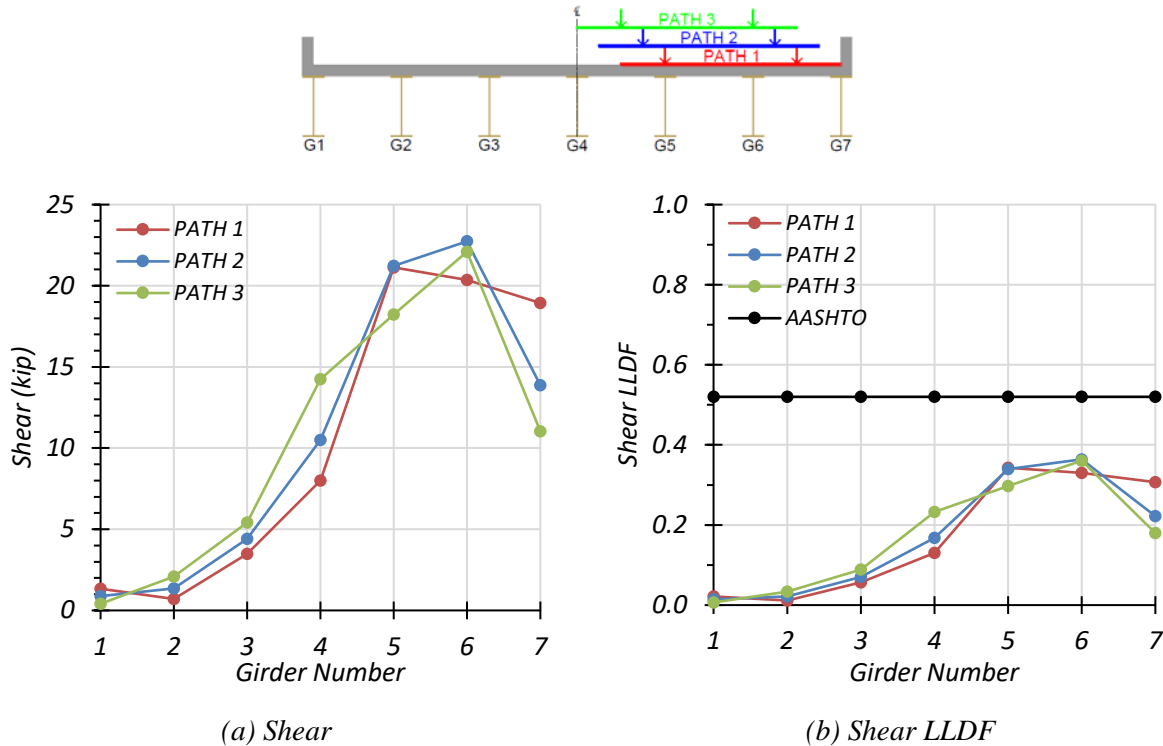 ℄
PATH 3
PATH 2
PATH 1
G1 G2 G3 G4 G5 G6 G7
25
20
15
10
5
0
Shear (kip)
PATH 1
PATH 2
PATH 3
1 2 3 4 5 6 7
Girder Number
(a) Shear
1.0
0.8
0.6
0.4
0.2
0.0
Shear LLDF
PATH 1
PATH 2
PATH 3
AASHTO
1 2 3 4 5 6 7
Girder Number
(b) Shear LLDF